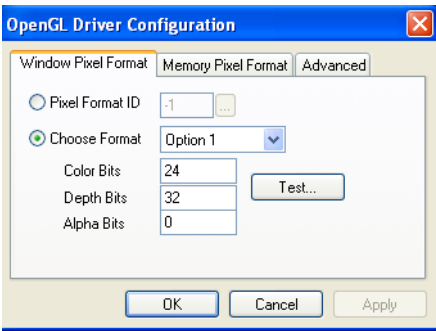 OpenGL Driver Configuration
Window Pixel Format Memory Pixel Format Advanced
Pixel Format ID -1 ...
Choose Format Option 1
Color Bits 24
Depth Bits 32
Test...
Alpha Bits 0
OK Cancel Apply